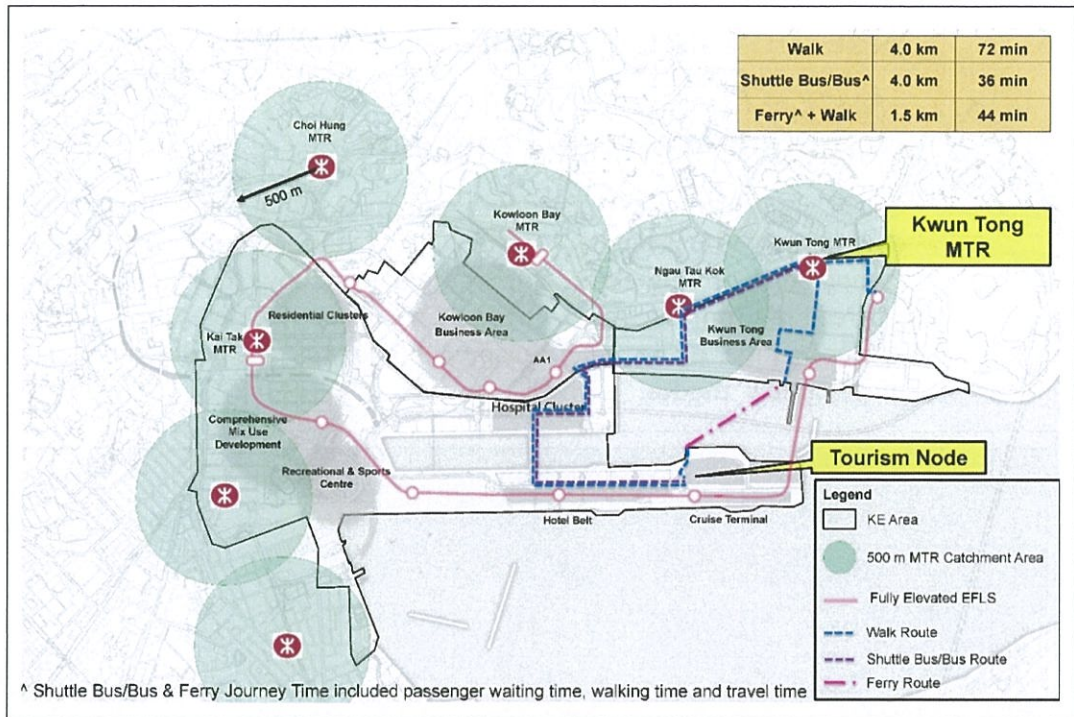 Walk 4.0 km 72 min
Shuttle Bus/Bus^ 4.0 km 36 min
Ferry^ + Walk 1.5 km 44 min
Choi Hung
MTR
500 m
Kowloon Bay
MTR
Kwun Tong MTR
Kwun Tong
MTR
Ngau Tau Kok
MTR
Residential Clusters
Kowloon Bay
Business Area
Kwun Tong
Business Area
Kai Tak
MTR
AA1
Hospital Cluster
Comprehensive
Mix Use
Development
Recreational & Sports
Centre
Tourism Node
Hotel Belt
Cruise Terminal
Legend
KE Area
500 m MTR Catchment Area
Fully Elevated EFLS
Walk Route
Shuttle Bus/Bus Route
Ferry Route
^ Shuttle Bus/Bus & Ferry Journey Time included passenger waiting time, walking time and travel time